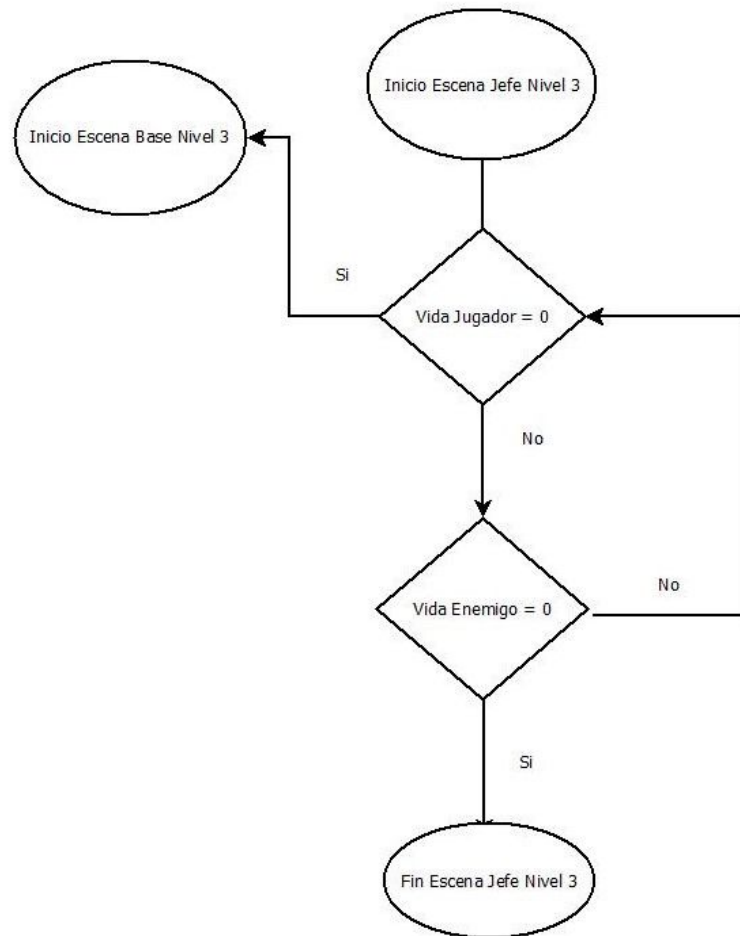 Inicio Escena Jefe Nivel 3
Inicio Escena Base Nivel 3
Si
Vida Jugador = 0
No
Vida Enemigo = 0
No
Si
Fin Escena Jefe Nivel 3